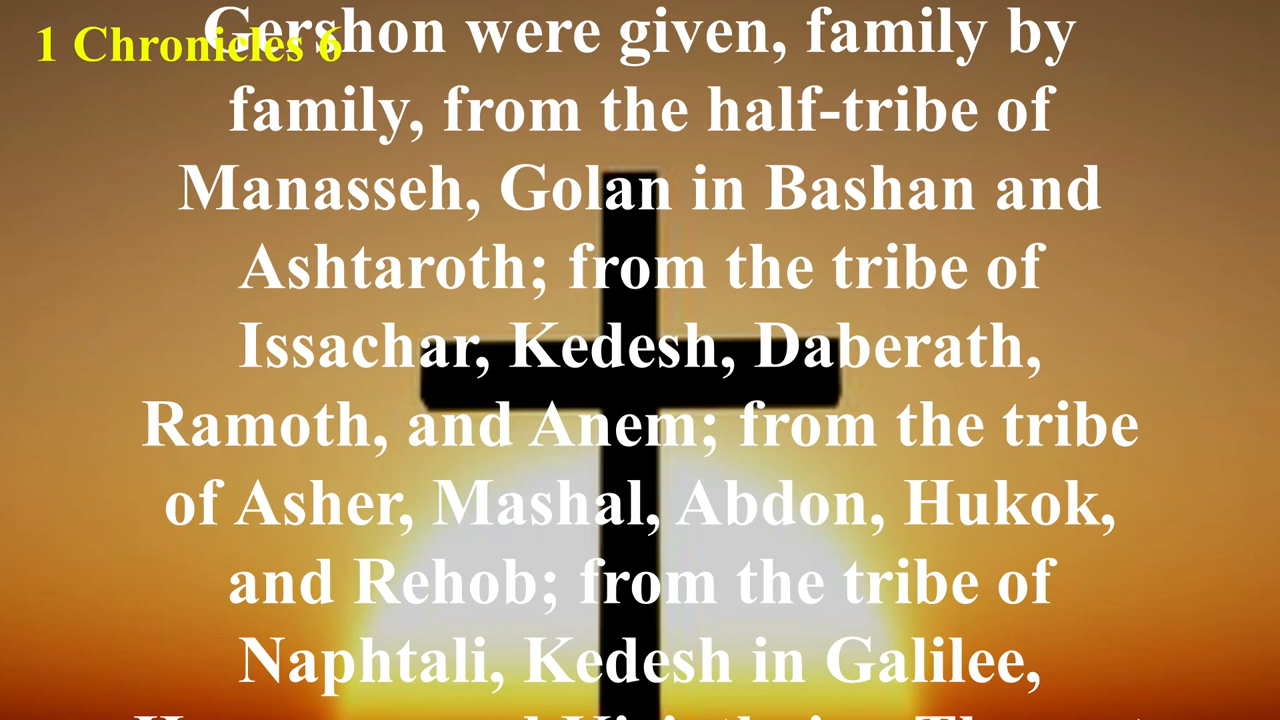 1 Chronicles 6
Gershon were given, family by
family, from the half-tribe of
Manasseh, Golan in Bashan and
Ashtaroth; from the tribe of
Issachar, Kedesh, Daberath,
Ramoth, and Anem; from the tribe
of Asher, Mashal, Abdon, Hukok,
and Rehob; from the tribe of
Naphtali, Kedesh in Galilee,